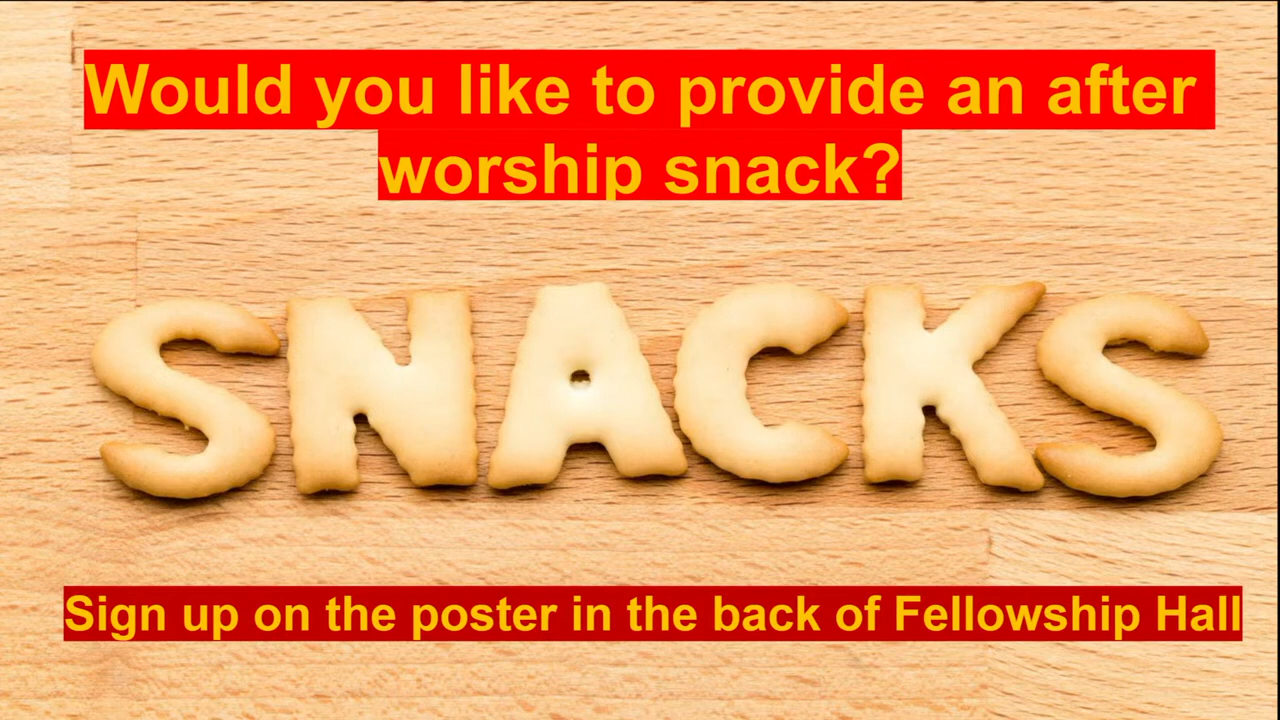 Would you like to provide an after
worship snack?
SNACKS
Sign up on the poster in the back of Fellowship Hall